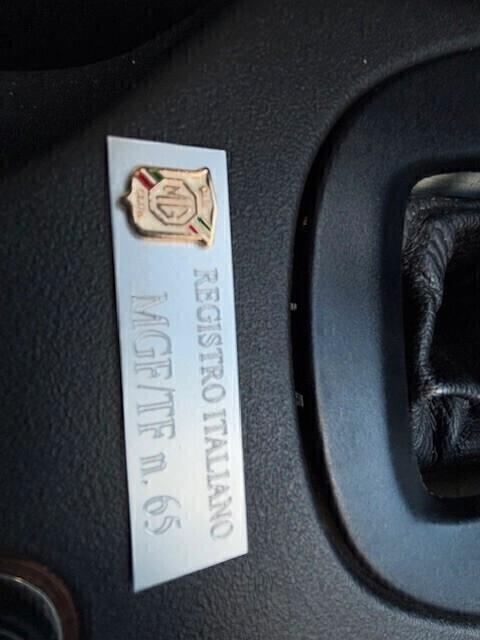 MG
REGISTRO ITALIANO
MGF/TF n. 65